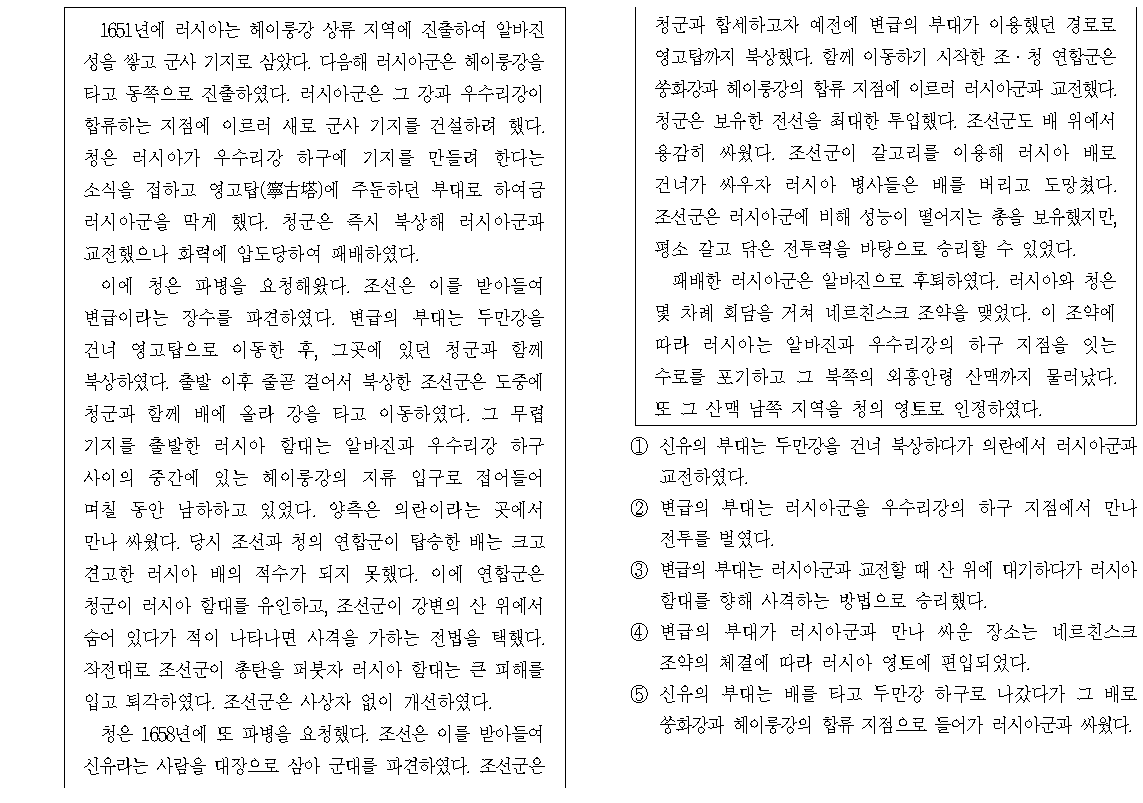 1651년에 러시아는 헤이룽강 상류 지역에 진출하여 알바진
성을 쌓고 군사 기지로 삼았다. 다음해 러시아군은 헤이룽강을
타고 동쪽으로 진출하였다. 러시아군은 그 강과 우수리강이
합류하는 지점에 이르러 새로 군사 기지를 건설하려 했다.
청은 러시아가 우수리강 하구에 기지를 만들려 한다는
소식을 접하고 영고탑(寧古塔)에 주둔하던 부대로 하여금
러시아군을 막게 했다. 청군은 즉시 북상해 러시아군과
교전했으나 화력에 압도당하여 패배하였다.
이에 청은 파병을 요청해왔다. 조선은 이를 받아들여
변급이라는 장수를 파견하였다. 변급의 부대는 두만강을
건너 영고탑으로 이동한 후, 그곳에 있던 청군과 함께
북상하였다. 출발 이후 줄곧 걸어서 북상한 조선군은 도중에
청군과 함께 배에 올라 강을 타고 이동하였다. 그 무렵
기지를 출발한 러시아 함대는 알바진과 우수리강 하구
사이의 중간에 있는 헤이룽강의 지류 입구로 접어들어
며칠 동안 남하하고 있었다. 양측은 의란이라는 곳에서
만나 싸웠다. 당시 조선과 청의 연합군이 탑승한 배는 크고
견고한 러시아 배의 적수가 되지 못했다. 이에 연합군은
청군이 러시아 함대를 유인하고, 조선군이 강변의 산 위에서
숨어 있다가 적이 나타나면 사격을 가하는 전법을 택했다.
작전대로 조선군이 총탄을 퍼붓자 러시아 함대는 큰 피해를
입고 퇴각하였다. 조선군은 사상자 없이 개선하였다.
청은 1658년에 또 파병을 요청했다. 조선은 이를 받아들여
신유라는 사람을 대장으로 삼아 군대를 파견하였다. 조선군은
청군과 합세하고자 예전에 변급의 부대가 이용했던 경로로
영고탑까지 북상했다. 함께 이동하기 시작한 조·청 연합군은
쑹화강과 헤이룽강의 합류 지점에 이르러 러시아군과 교전했다.
청군은 보유한 전선을 최대한 투입했다. 조선군도 배 위에서
용감히 싸웠다. 조선군이 갈고리를 이용해 러시아 배로
건너가 싸우자 러시아 병사들은 배를 버리고 도망쳤다.
조선군은 러시아군에 비해 성능이 떨어지는 총을 보유했지만,
평소 갈고 닦은 전투력을 바탕으로 승리할 수 있었다.
패배한 러시아군은 알바진으로 후퇴하였다. 러시아와 청은
몇 차례 회담을 거쳐 네르친스크 조약을 맺었다. 이 조약에
따라 러시아는 알바진과 우수리강의 하구 지점을 잇는
수로를 포기하고 그 북쪽의 외흥안령 산맥까지 물러났다.
또 그 산맥 남쪽 지역을 청의 영토로 인정하였다.
① 신유의 부대는 두만강을 건너 북상하다가 의란에서 러시아군과
교전하였다.
② 변급의 부대는 러시아군을 우수리강의 하구 지점에서 만나
전투를 벌였다.
③ 변급의 부대는 러시아군과 교전할 때 산 위에 대기하다가 러시아
함대를 향해 사격하는 방법으로 승리했다.
④ 변급의 부대가 러시아군과 만나 싸운 장소는 네르친스크
조약의 체결에 따라 러시아 영토에 편입되었다.
⑤ 신유의 부대는 배를 타고 두만강 하구로 나갔다가 그 배로
쑹화강과 헤이룽강의 합류 지점으로 들어가 러시아군과 싸웠다.